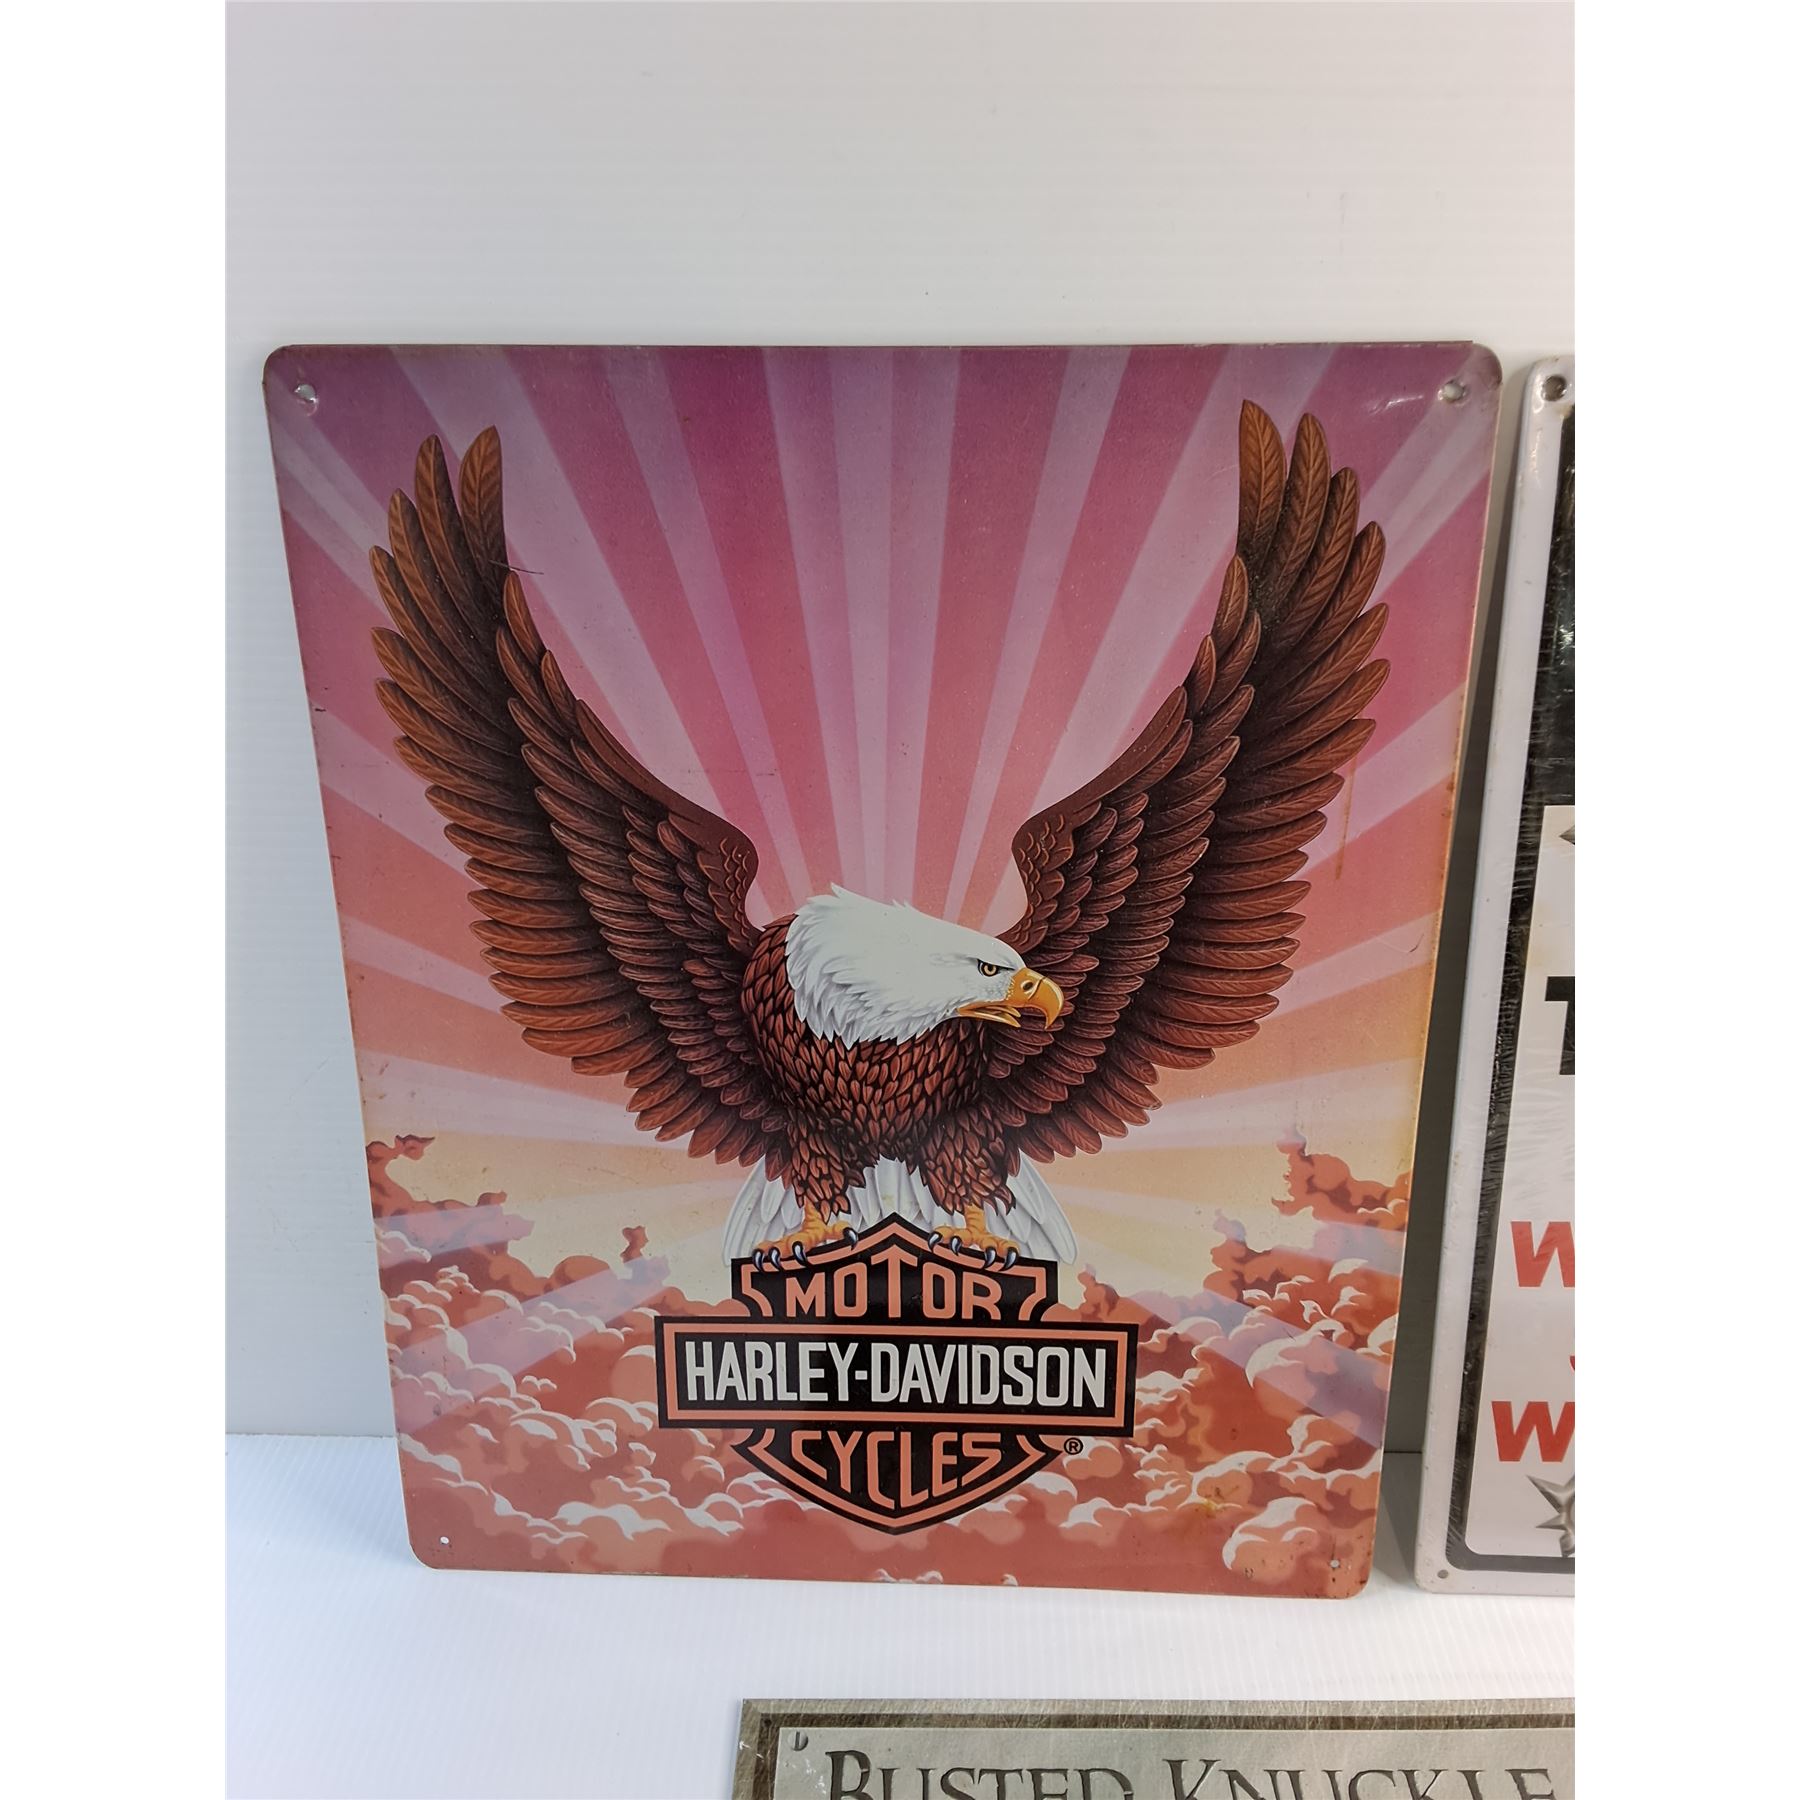 MOTOR
HARLEY-DAVIDSON
CYCLES ®
T
W
W
BUSTED KNUCKLE